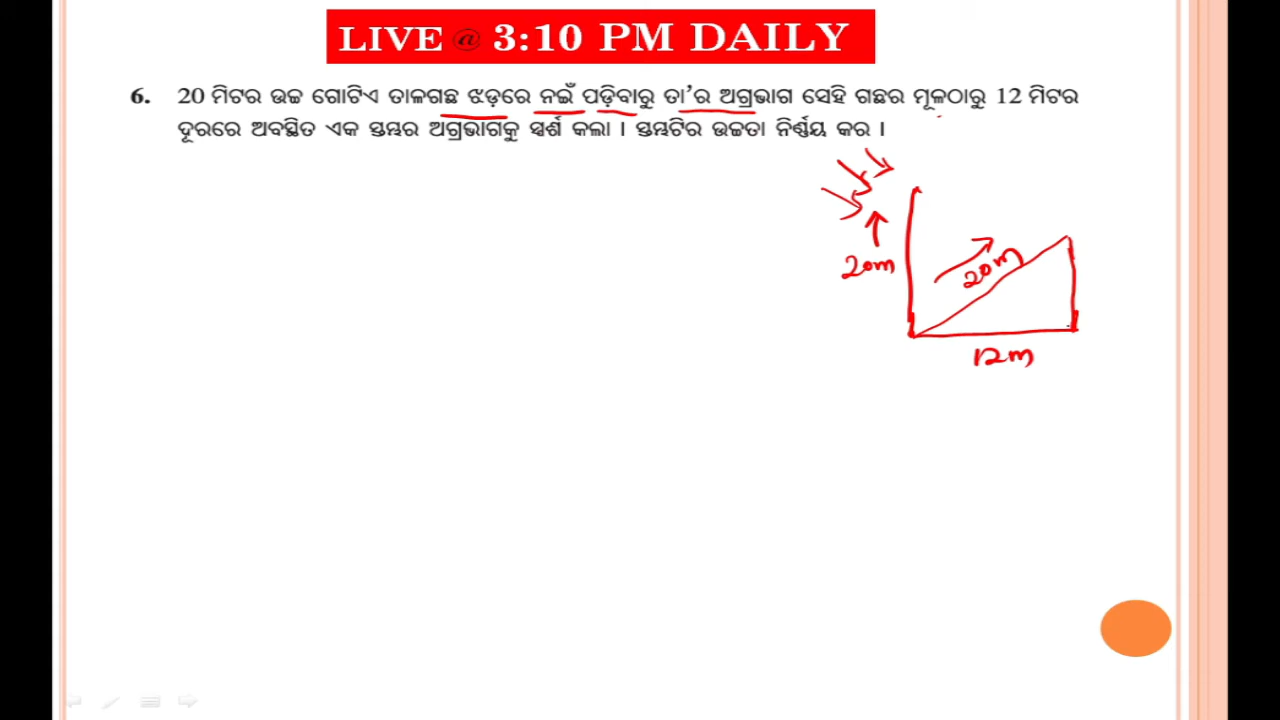 LIVE @ 3:10 PM DAILY
6. 20 ମିଟର ଉଚ୍ଚ ଗୋଟିଏ ତାଳଗଛ ଝଡ଼ରେ ନଇଁ ପଡ଼ିବାରୁ ତା'ର ଅଗ୍ରଭାଗ ସେହି ଗଛର ମୂଳଠାରୁ 12 ମିଟର
ଦୂରରେ ଅବସ୍ଥିତ ଏକ ସ୍ତମ୍ଭର ଅଗ୍ରଭାଗକୁ ସ୍ପର୍ଶ କଲା । ସ୍ତମ୍ଭଟିର ଉଚ୍ଚତା ନିର୍ଣ୍ଣୟ କର ।
20m
20m
12m